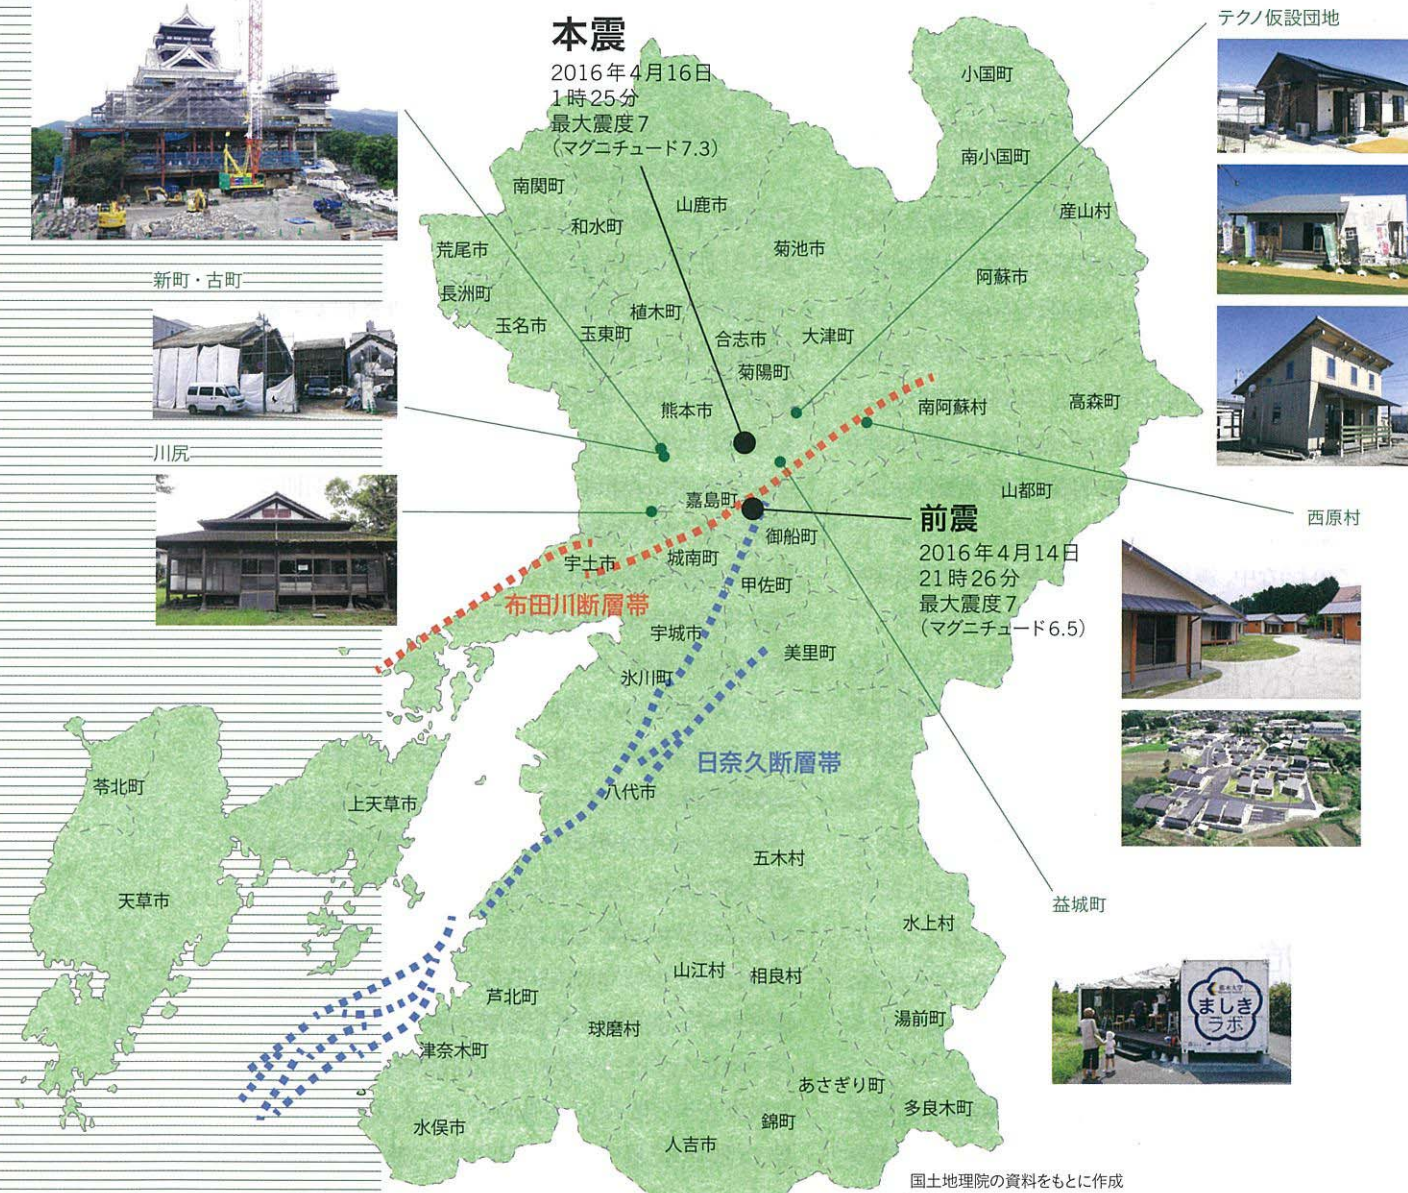 本震
2016年4月16日
1時25分
最大震度7
（マグニチュード7.3）
テクノ仮設団地
小国町
南小国町
産山村
南関町
和水町
山鹿市
菊池市
阿蘇市
荒尾市
長洲町
玉名市
玉東町
植木町
合志市
大津町
菊陽町
熊本市
南阿蘇村
高森町
新町・古町
川尻
嘉島町
山都町
西原村
前震
2016年4月14日
21時26分
最大震度7
（マグニチュード6.5）
御船町
宇土市
城南町
甲佐町
布田川断層帯
宇城市
美里町
氷川町
日奈久断層帯
八代市
苓北町
上天草市
天草市
五木村
益城町
水上村
山江村
相良村
芦北町
球磨村
湯前町
津奈木町
あさぎり町
多良木町
水俣市
錦町
人吉市
熊本大学
ましき
ラボ
国土地理院の資料をもとに作成